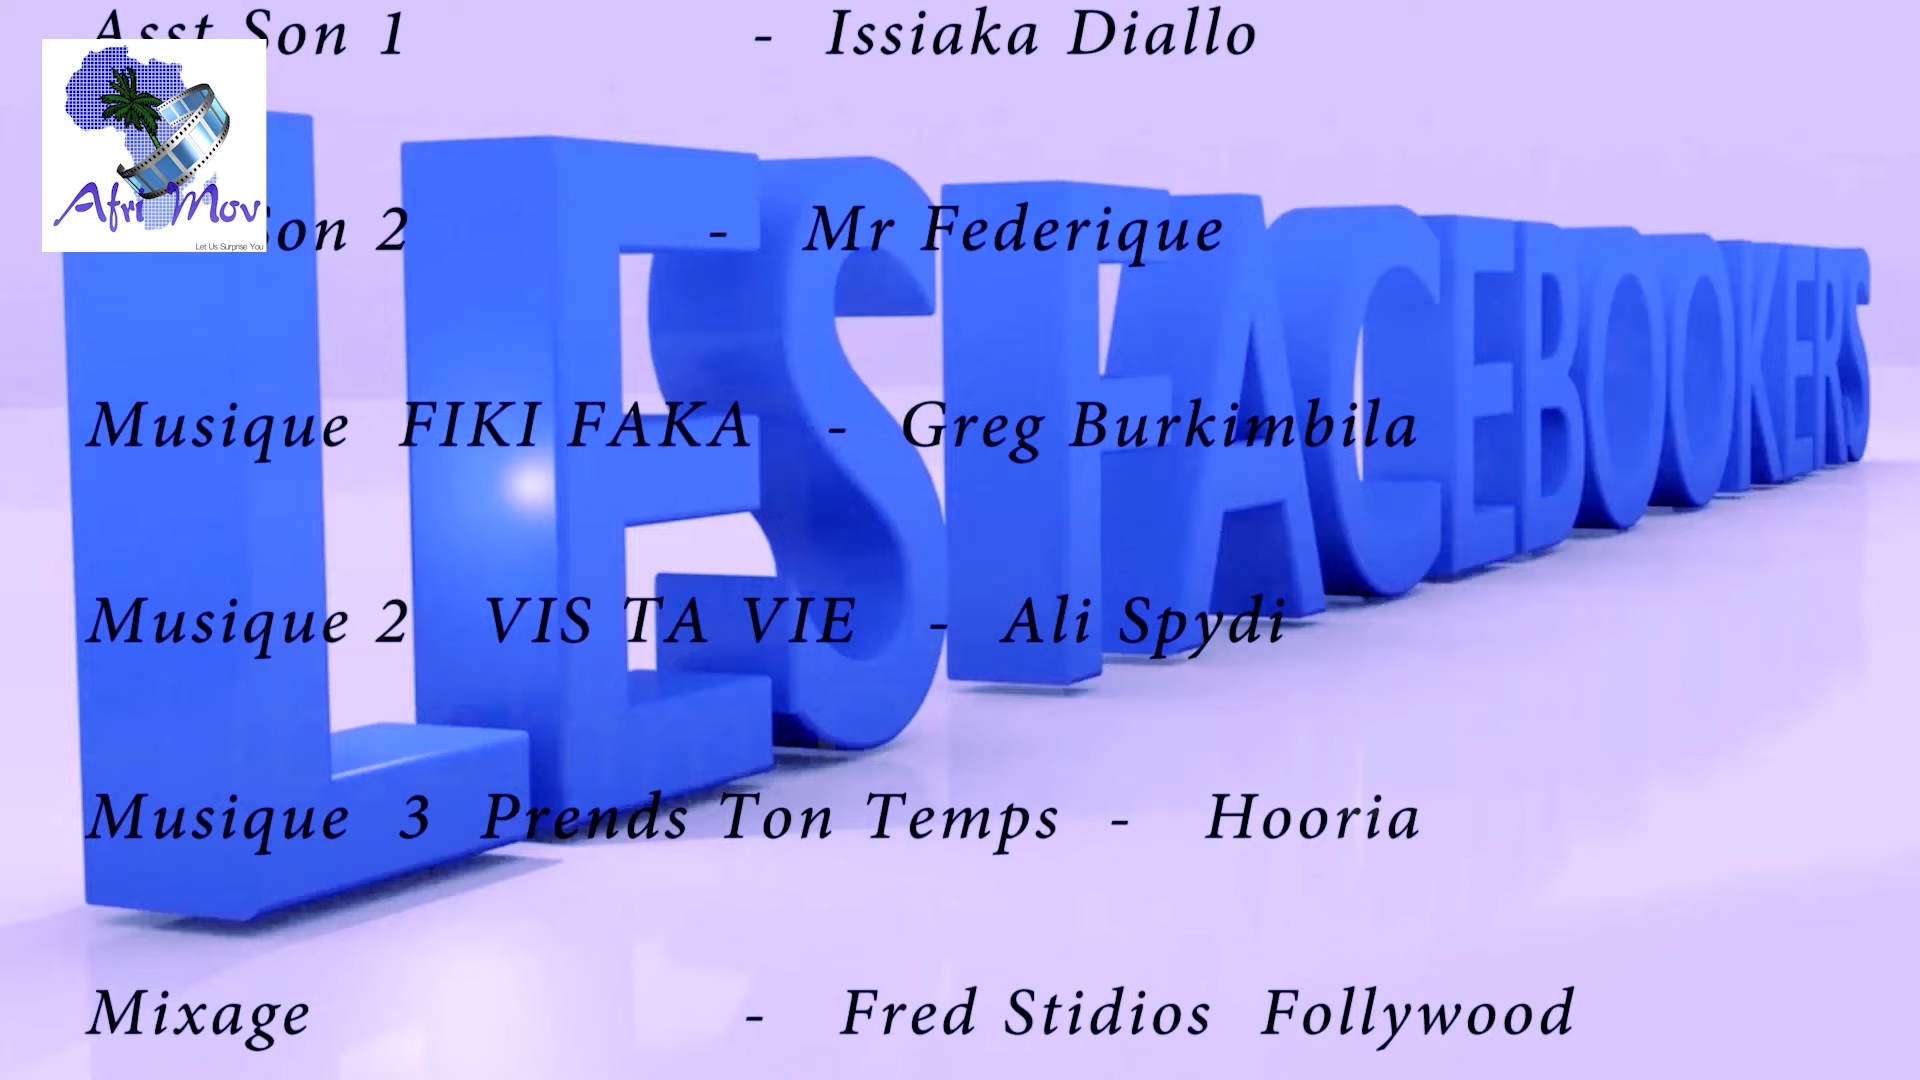 Asst Son 1 - Issiaka Diallo
Afri Mov
Let Us Surprise You
Son 2 - Mr Federique
LES FACEBOOKERS
Musique FIKI FAKA - Greg Burkimbila
Musique 2 VIS TA VIE - Ali Spydi
Musique 3 Prends Ton Temps - Hooria
Mixage - Fred Stidios Follywood